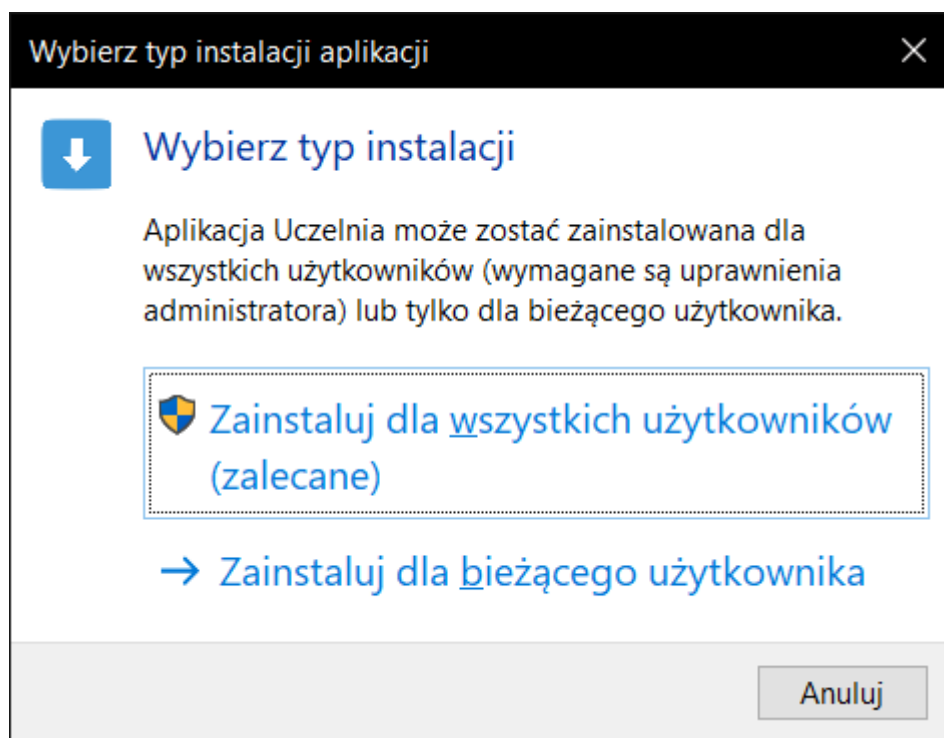 Wybierz typ instalacji aplikacji
Wybierz typ instalacji
Aplikacja Uczelnia może zostać zainstalowana dla
wszystkich użytkowników (wymagane są uprawnienia
administratora) lub tylko dla bieżącego użytkownika.
Zainstaluj dla wszystkich użytkowników
(zalecane)
Zainstaluj dla bieżącego użytkownika
Anuluj